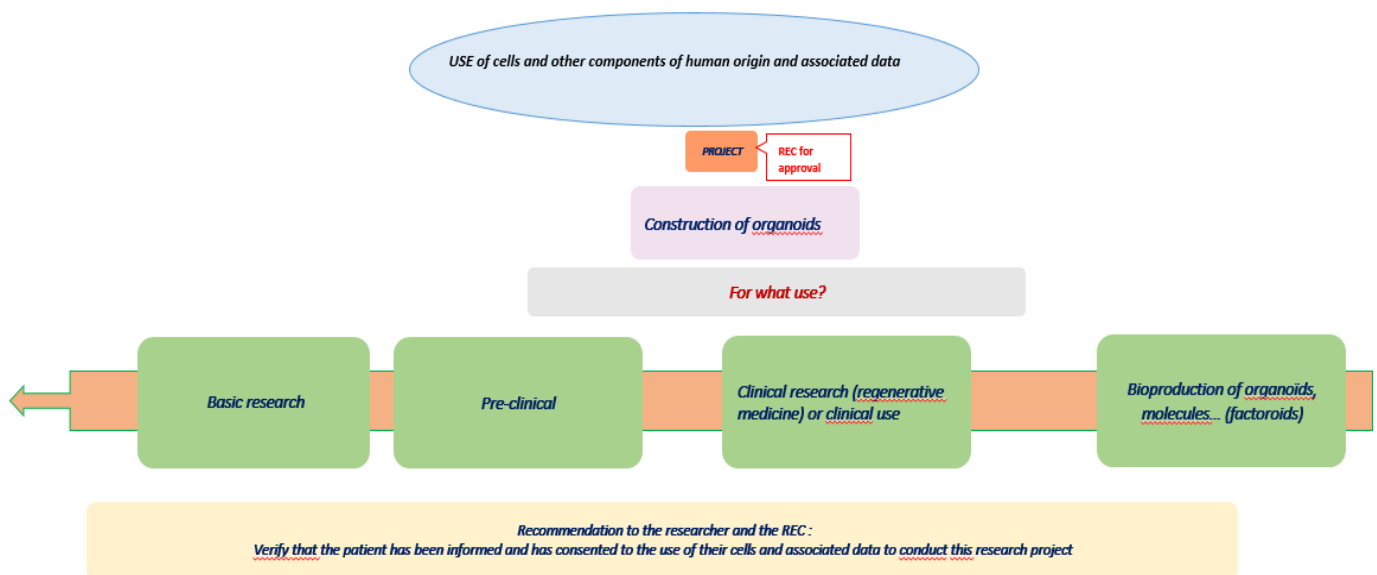 USE of cells and other components of human origin and associated data
PROJECT
REC for
approval
Construction of organoids
For what use?
Basic research
Pre-clinical
Clinical research (regenerative
medicine) or clinical use
Bioproduction of organoïds,
molecules... (factoroids)
Recommendation to the researcher and the REC :
Verify that the patient has been informed and has consented to the use of their cells and associated data to conduct this research project